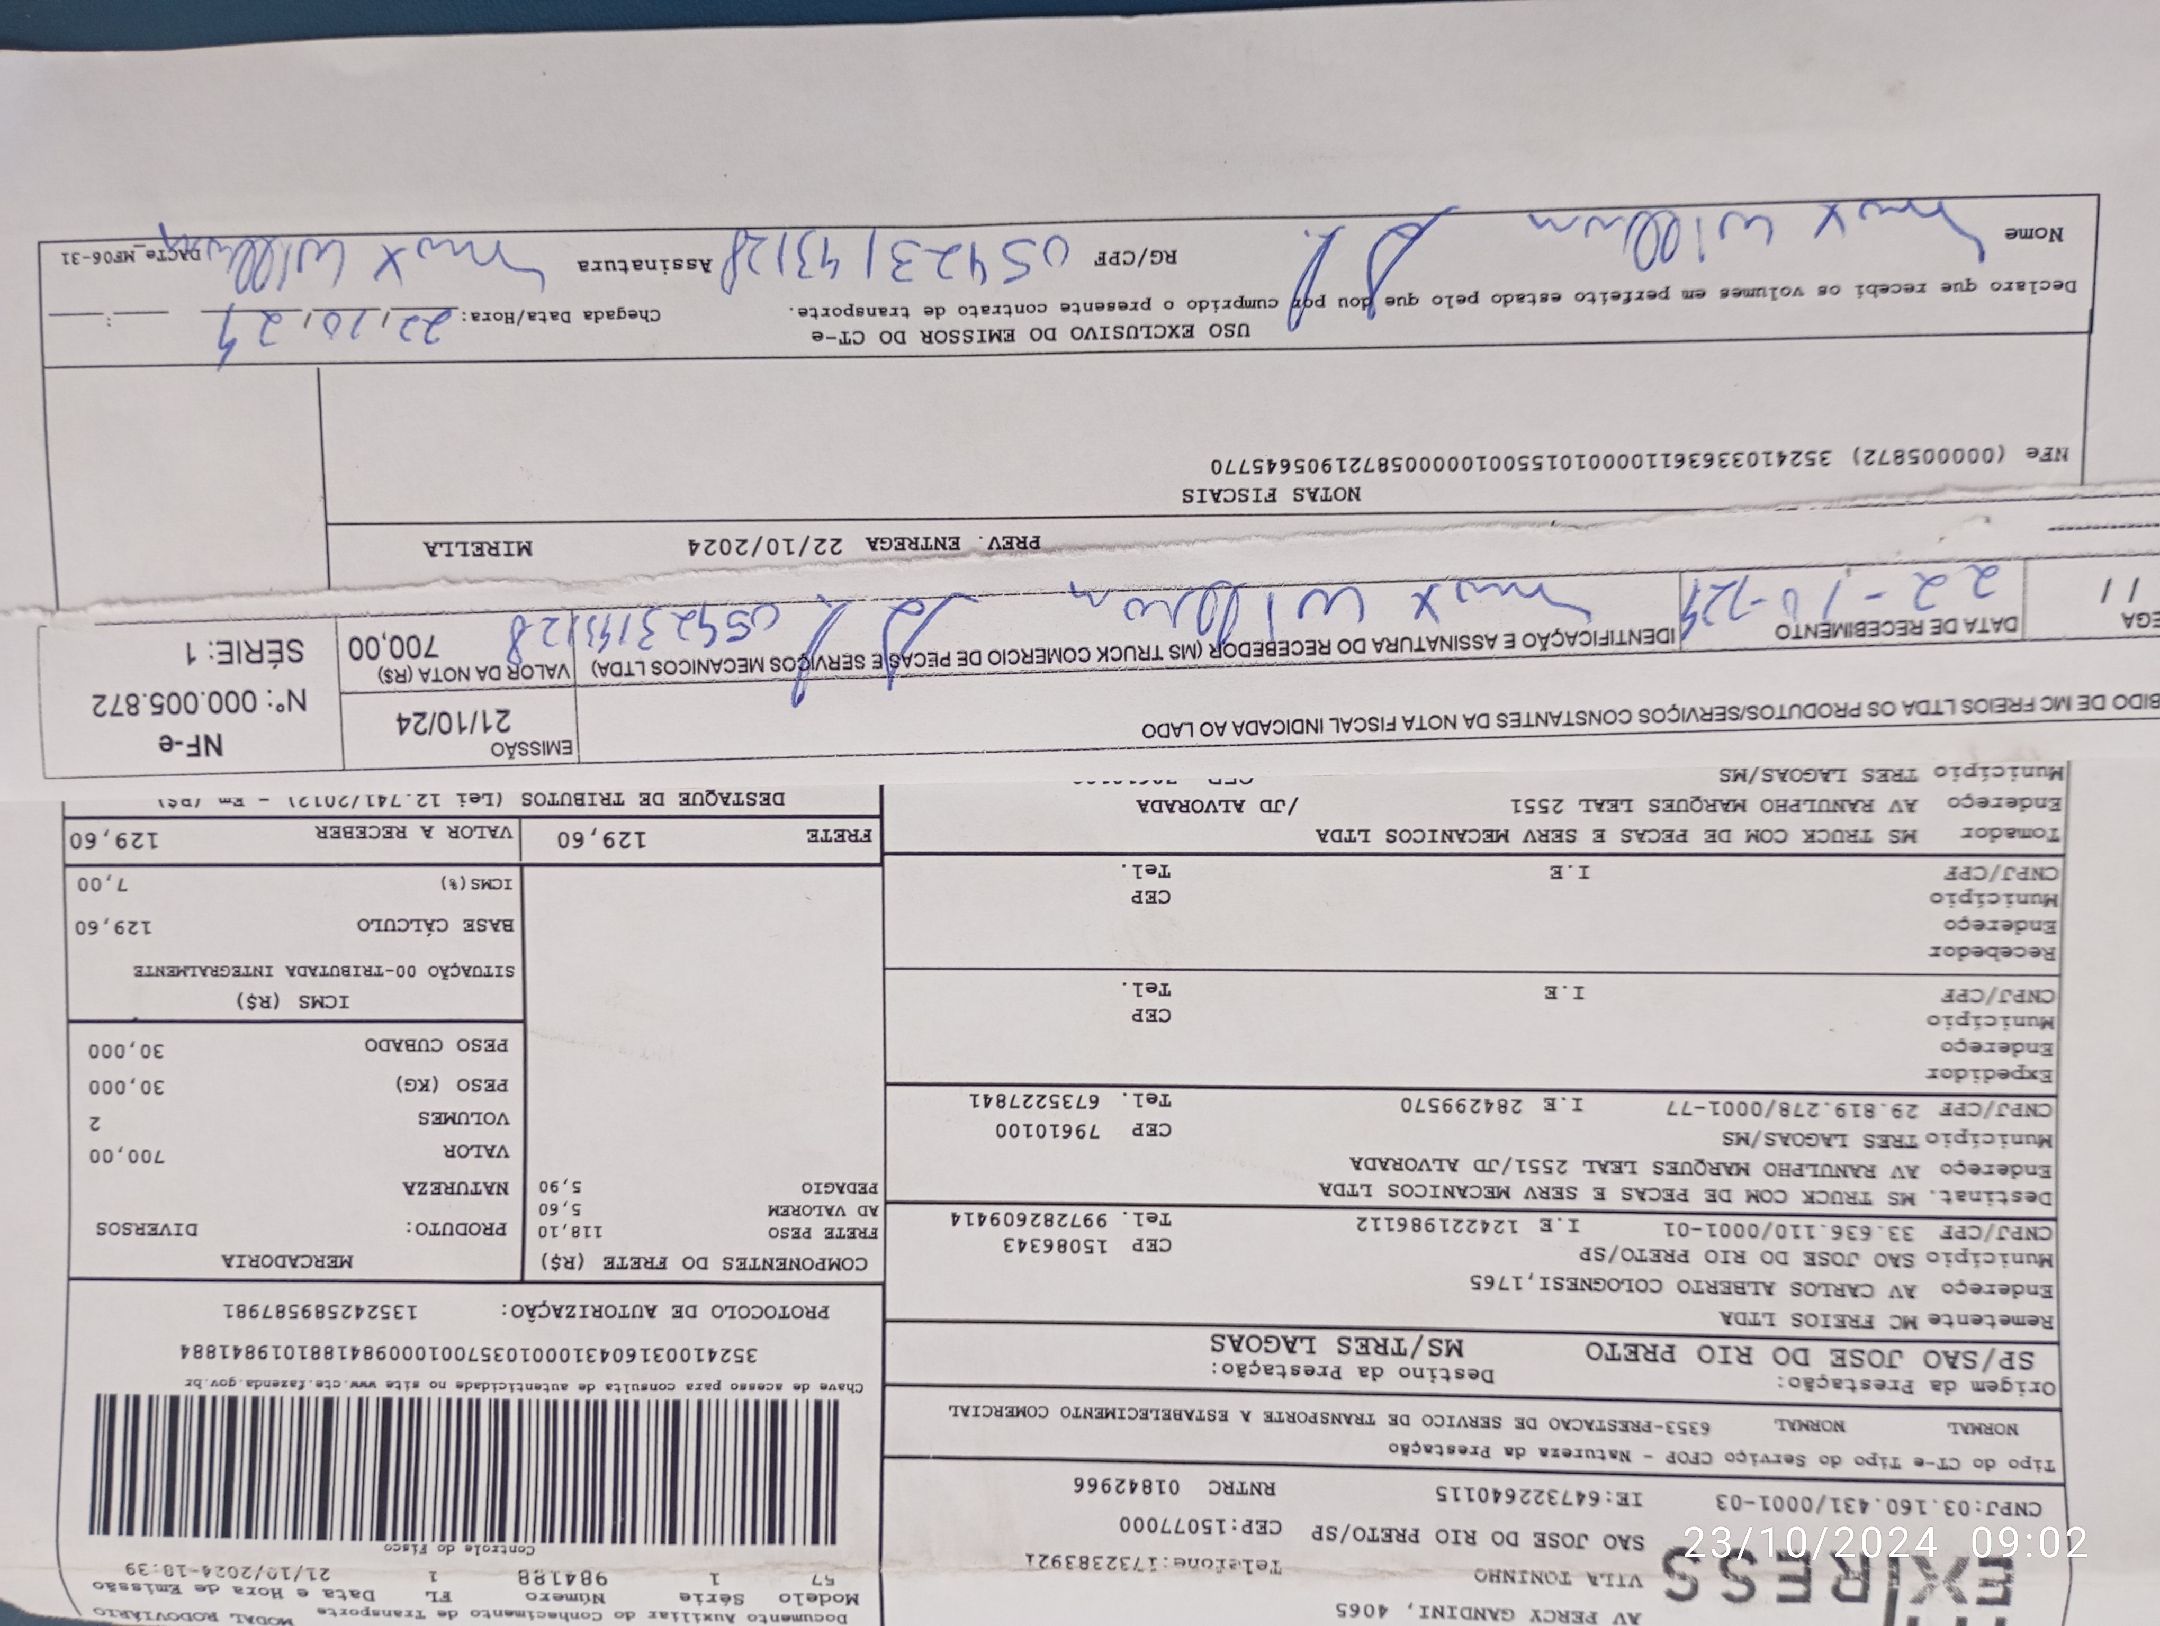 EXPRESS
AV PERCY GANDINI, 4065
VILA TONINHO
Telefone:1732383921
SAO JOSE DO RIO PRETO/SP CEP:15077000
CNPJ:03.160.431/0001-03 IE:647322640115 RNTRC 01842966
Documento Auxiliar do Conhecimento de Transporte MODAL RODOVIÁRIO
Modelo Série Número FL Data e Hora de Emissão
57 1 984188 1 21/10/2024-18:39
Controle do Fisco
Chave de acesso para consulta de autenticidade no site www.cte.fazenda.gov.br
35241003160431000103570010009841881019841884
PROTOCOLO DE AUTORIZAÇÃO: 135242589587981
Tipo do CT-e Tipo do Serviço CFOP - Natureza da Prestação
NORMAL NORMAL 6353-PRESTACAO DE SERVICO DE TRANSPORTE A ESTABELECIMENTO COMERCIAL
Origem da Prestação: Destino da Prestação:
SP/SAO JOSE DO RIO PRETO MS/TRES LAGOAS
Remetente MC FREIOS LTDA
Endereço AV CARLOS ALBERTO COLOGNESI,1765
Município SAO JOSE DO RIO PRETO/SP CEP 15086343
CNPJ/CPF 33.636.110/0001-01 I.E 124221986112 Tel. 997282609414
Destinat. MS TRUCK COM DE PECAS E SERV MECANICOS LTDA
Endereço AV RANULPHO MARQUES LEAL 2551/JD ALVORADA
Município TRES LAGOAS/MS CEP 79610100
CNPJ/CPF 29.819.278/0001-77 I.E 284299570 Tel. 6735227841
Expedidor
Endereço
Município CEP
CNPJ/CPF I.E Tel.
Recebedor
Endereço
Município CEP
CNPJ/CPF I.E Tel.
Tomador MS TRUCK COM DE PECAS E SERV MECANICOS LTDA
Endereço AV RANULPHO MARQUES LEAL 2551 /JD ALVORADA
Município TRES LAGOAS/MS
COMPONENTES DO FRETE (R$)
FRETE PESO 118,10
AD VALOREM 5,60
PEDAGIO 5,90
MERCADORIA
PRODUTO: DIVERSOS
NATUREZA
VALOR 700,00
VOLUMES 2
PESO (KG) 30,000
PESO CUBADO 30,000
ICMS (R$)
SITUAÇÃO 00-TRIBUTADA INTEGRALMENTE
BASE CÁLCULO 129,60
ICMS(%) 7,00
FRETE 129,60 VALOR A RECEBER 129,60
DESTAQUE DE TRIBUTOS (Lei 12.741/2012) - Em (R$)
BIDO DE MC FREIOS LTDA OS PRODUTOS/SERVIÇOS CONSTANTES DA NOTA FISCAL INDICADA AO LADO
EMISSÃO
21/10/24
NF-e
Nº: 000.005.872
SÉRIE: 1
EGA
DATA DE RECEBIMENTO
22-10-24
IDENTIFICAÇÃO E ASSINATURA DO RECEBEDOR (MS TRUCK COMERCIO DE PECAS E SERVIÇOS MECANICOS LTDA)
max Willium 05423143128
VALOR DA NOTA (R$)
700,00
PREV. ENTREGA 22/10/2024 MIRELLA
NOTAS FISCAIS
NFe (000005872) 35241033636110000101550010000058721905645770
USO EXCLUSIVO DO EMISSOR DO CT-e
Declaro que recebi os volumes em perfeito estado pelo que dou por cumprido o presente contrato de transporte.
Chegada Data/Hora: 22,10,24 __:__
Nome max Willium RG/CPF 05423143128 Assinatura max Willium
DACTe_MF06-31
23/10/2024 09:02